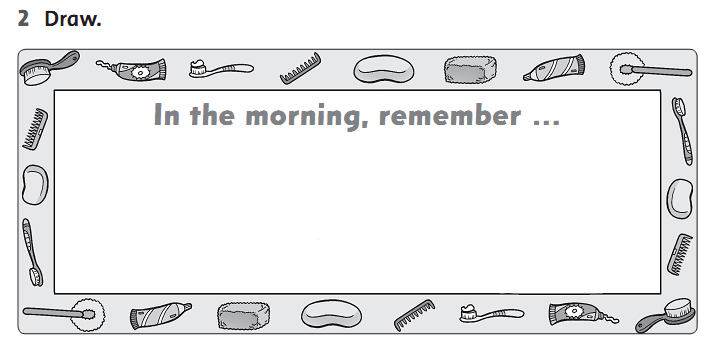 2 Draw.
In the morning, remember ...